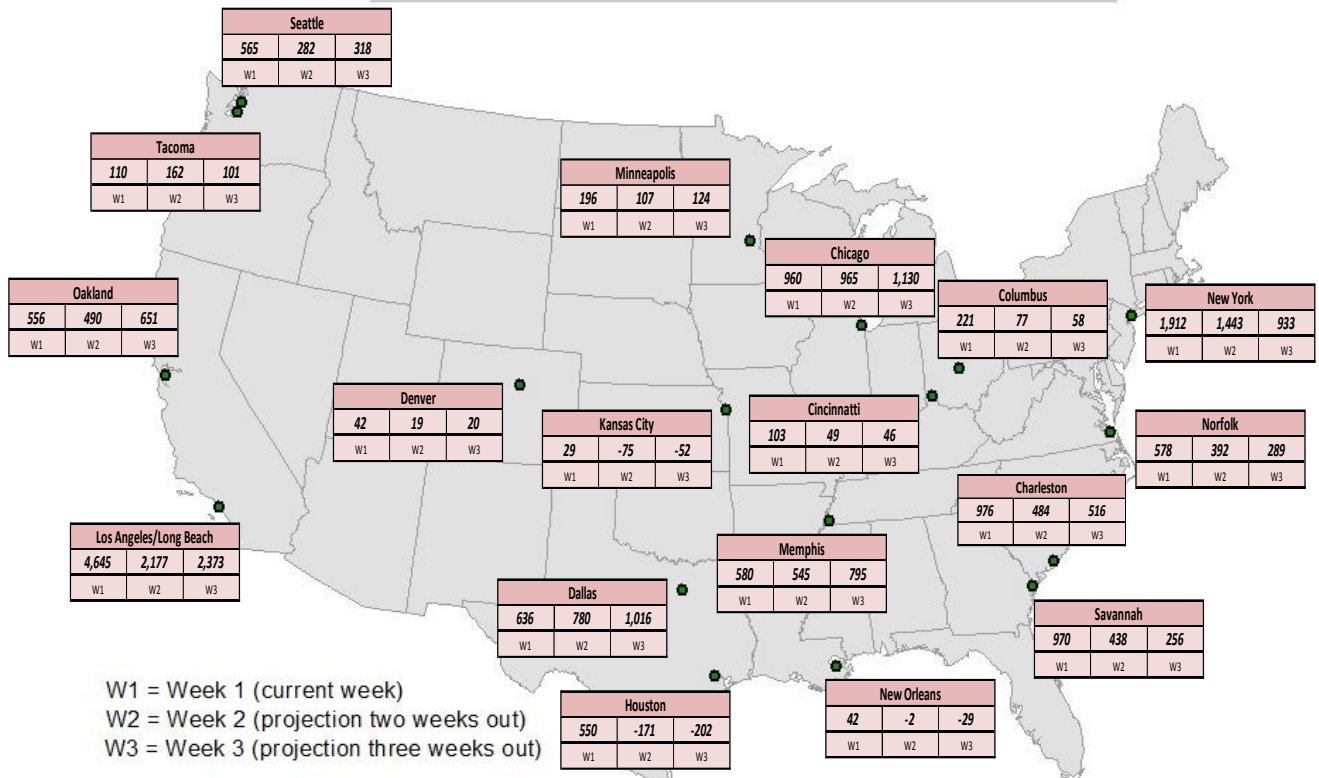 Seattle
565 282 318
W1 W2 W3
Tacoma
110 162 101
W1 W2 W3
Minneapolis
196 107 124
W1 W2 W3
Chicago
960 965 1,130
W1 W2 W3
Oakland
556 490 651
W1 W2 W3
Columbus
221 77 58
W1 W2 W3
New York
1,912 1,443 933
W1 W2 W3
Denver
42 19 20
W1 W2 W3
Kansas City
29 -75 -52
W1 W2 W3
Cincinnatti
103 49 46
W1 W2 W3
Norfolk
578 392 289
W1 W2 W3
Charleston
976 484 516
W1 W2 W3
Los Angeles/Long Beach
4,645 2,177 2,373
W1 W2 W3
Memphis
580 545 795
W1 W2 W3
Dallas
636 780 1,016
W1 W2 W3
Savannah
970 438 256
W1 W2 W3
Houston
550 -171 -202
W1 W2 W3
New Orleans
42 -2 -29
W1 W2 W3
W1 = Week 1 (current week)
W2 = Week 2 (projection two weeks out)
W3 = Week 3 (projection three weeks out)